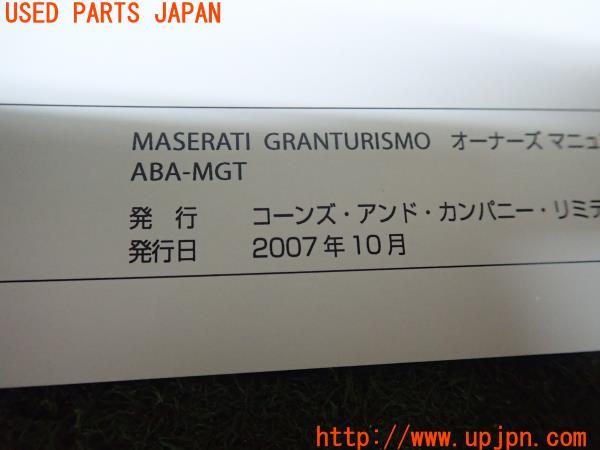 USED PARTS JAPAN
MASERATI GRANTURISMO オーナーズ マニュ
ABA-MGT
発 行 コーンズ・アンド・カンパニー・リミテ
発行日 2007年10月
http://www.upjpn.com/